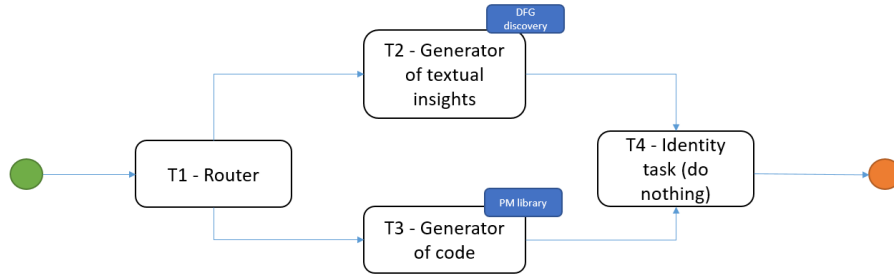 DFG
discovery
T2 - Generator
of textual
insights
T1 - Router
T4 - Identity
task (do
nothing)
PM library
T3 - Generator
of code